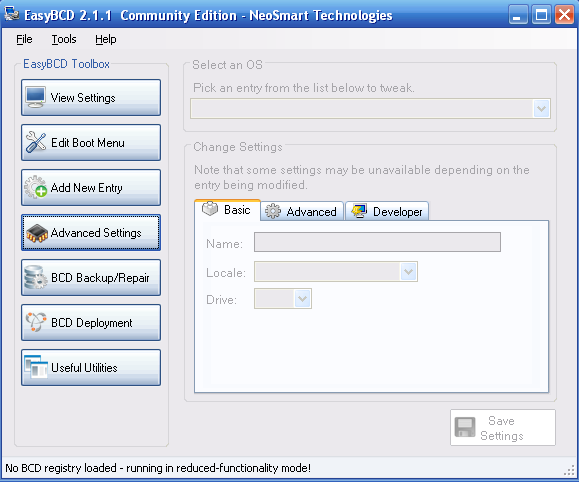 EasyBCD 2.1.1 Community Edition - NeoSmart Technologies
File Tools Help
EasyBCD Toolbox
View Settings
Edit Boot Menu
Add New Entry
Advanced Settings
BCD Backup/Repair
BCD Deployment
Useful Utilities
Select an OS
Pick an entry from the list below to tweak.
Change Settings
Note that some settings may be unavailable depending on the
entry being modified.
Basic Advanced Developer
Name:
Locale:
Drive:
Save
Settings
No BCD registry loaded - running in reduced-functionality mode!